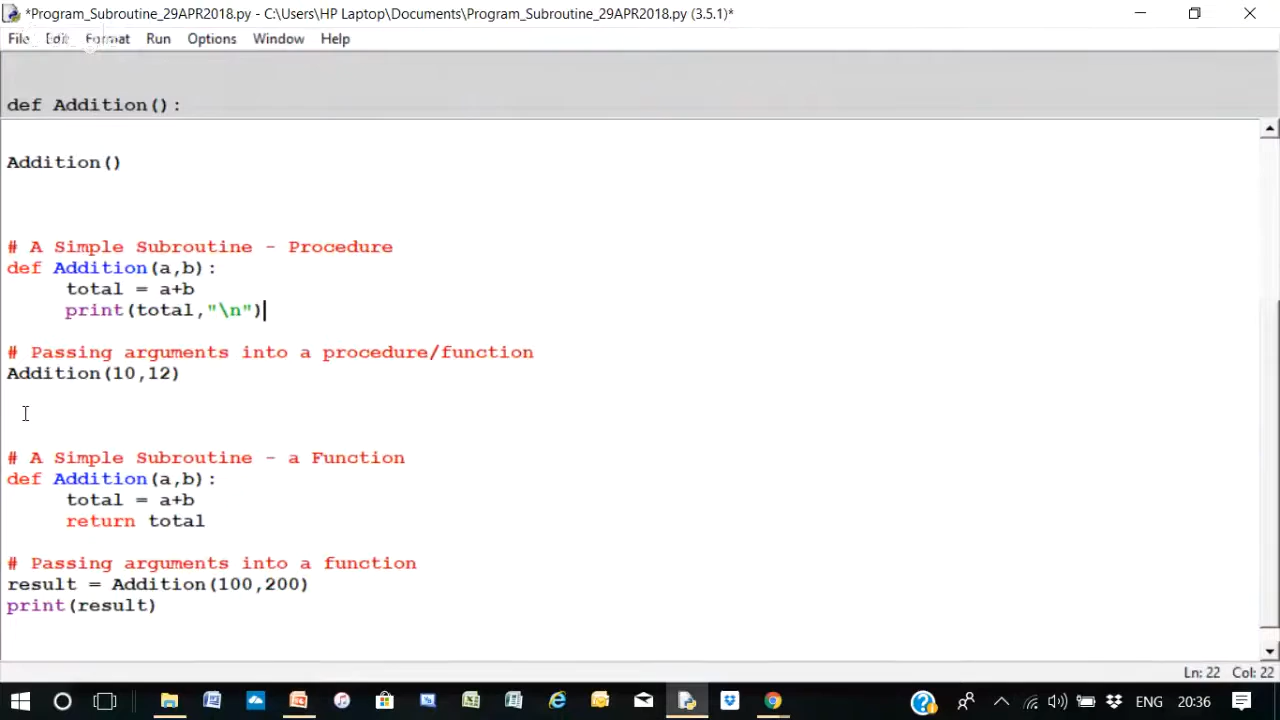 *Program_Subroutine_29APR2018.py - C:\Users\HP Laptop\Documents\Program_Subroutine_29APR2018.py (3.5.1)*
File Edit Format Run Options Window Help
def Addition():
Addition()
# A Simple Subroutine - Procedure
def Addition(a,b):
     total = a+b
     print(total,"\n")
# Passing arguments into a procedure/function
Addition(10,12)
# A Simple Subroutine - a Function
def Addition(a,b):
     total = a+b
     return total
# Passing arguments into a function
result = Addition(100,200)
print(result)
Ln: 22 Col: 22
ENG 20:36